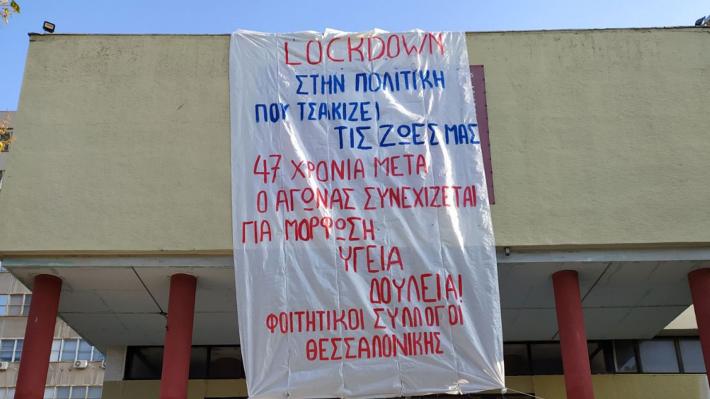 LOCKDOWN
ΣΤΗΝ ΠΟΛΙΤΙΚΗ
ΠΟΥ ΤΣΑΚΙΖΕΙ
ΤΙΣ ΖΩΕΣ ΜΑΣ
47 ΧΡΟΝΙΑ ΜΕΤΑ
Ο ΑΓΩΝΑΣ ΣΥΝΕΧΙΖΕΤΑΙ
ΓΙΑ ΜΟΡΦΩΣΗ
ΥΓΕΙΑ
ΔΟΥΛΕΙΑ!
ΦΟΙΤΗΤΙΚΟΙ ΣΥΛΛΟΓΟΙ
ΘΕΣΣΑΛΟΝΙΚΗΣ